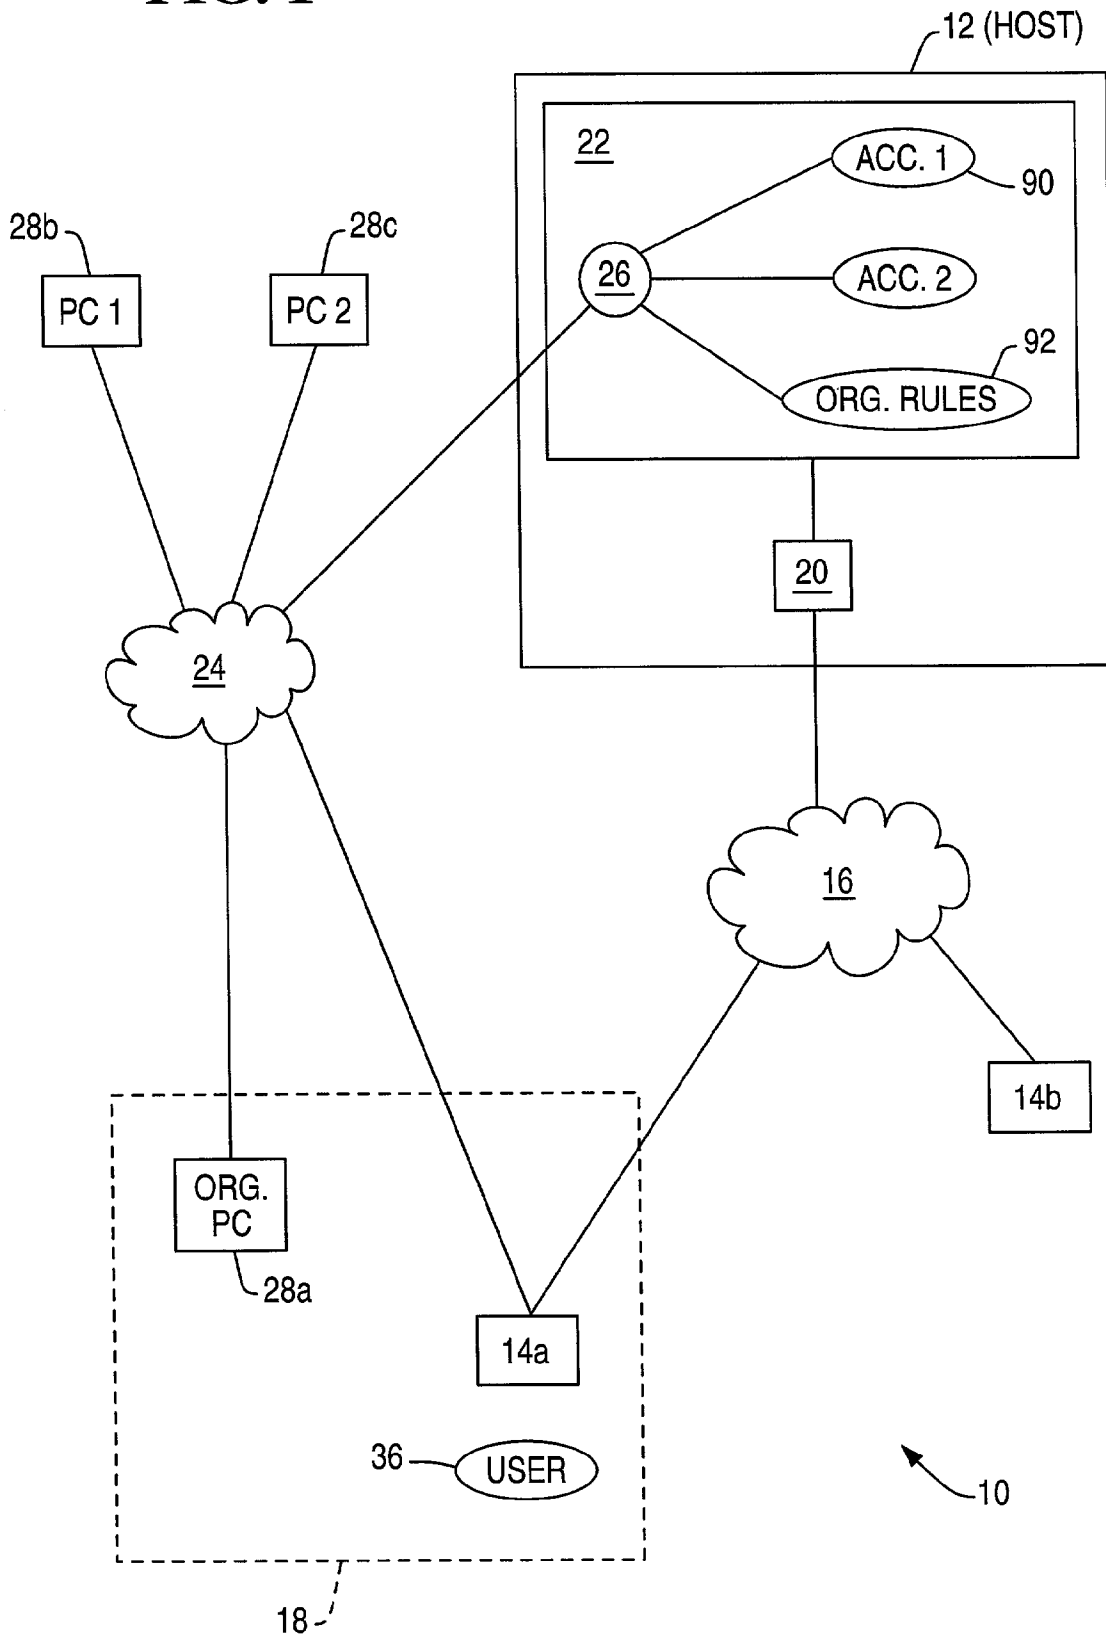 12 (HOST)
22
ACC. 1
90
28b
28c
26
ACC. 2
PC 1
PC 2
92
ORG. RULES
20
24
16
14b
ORG.
PC
28a
14a
36
USER
10
18